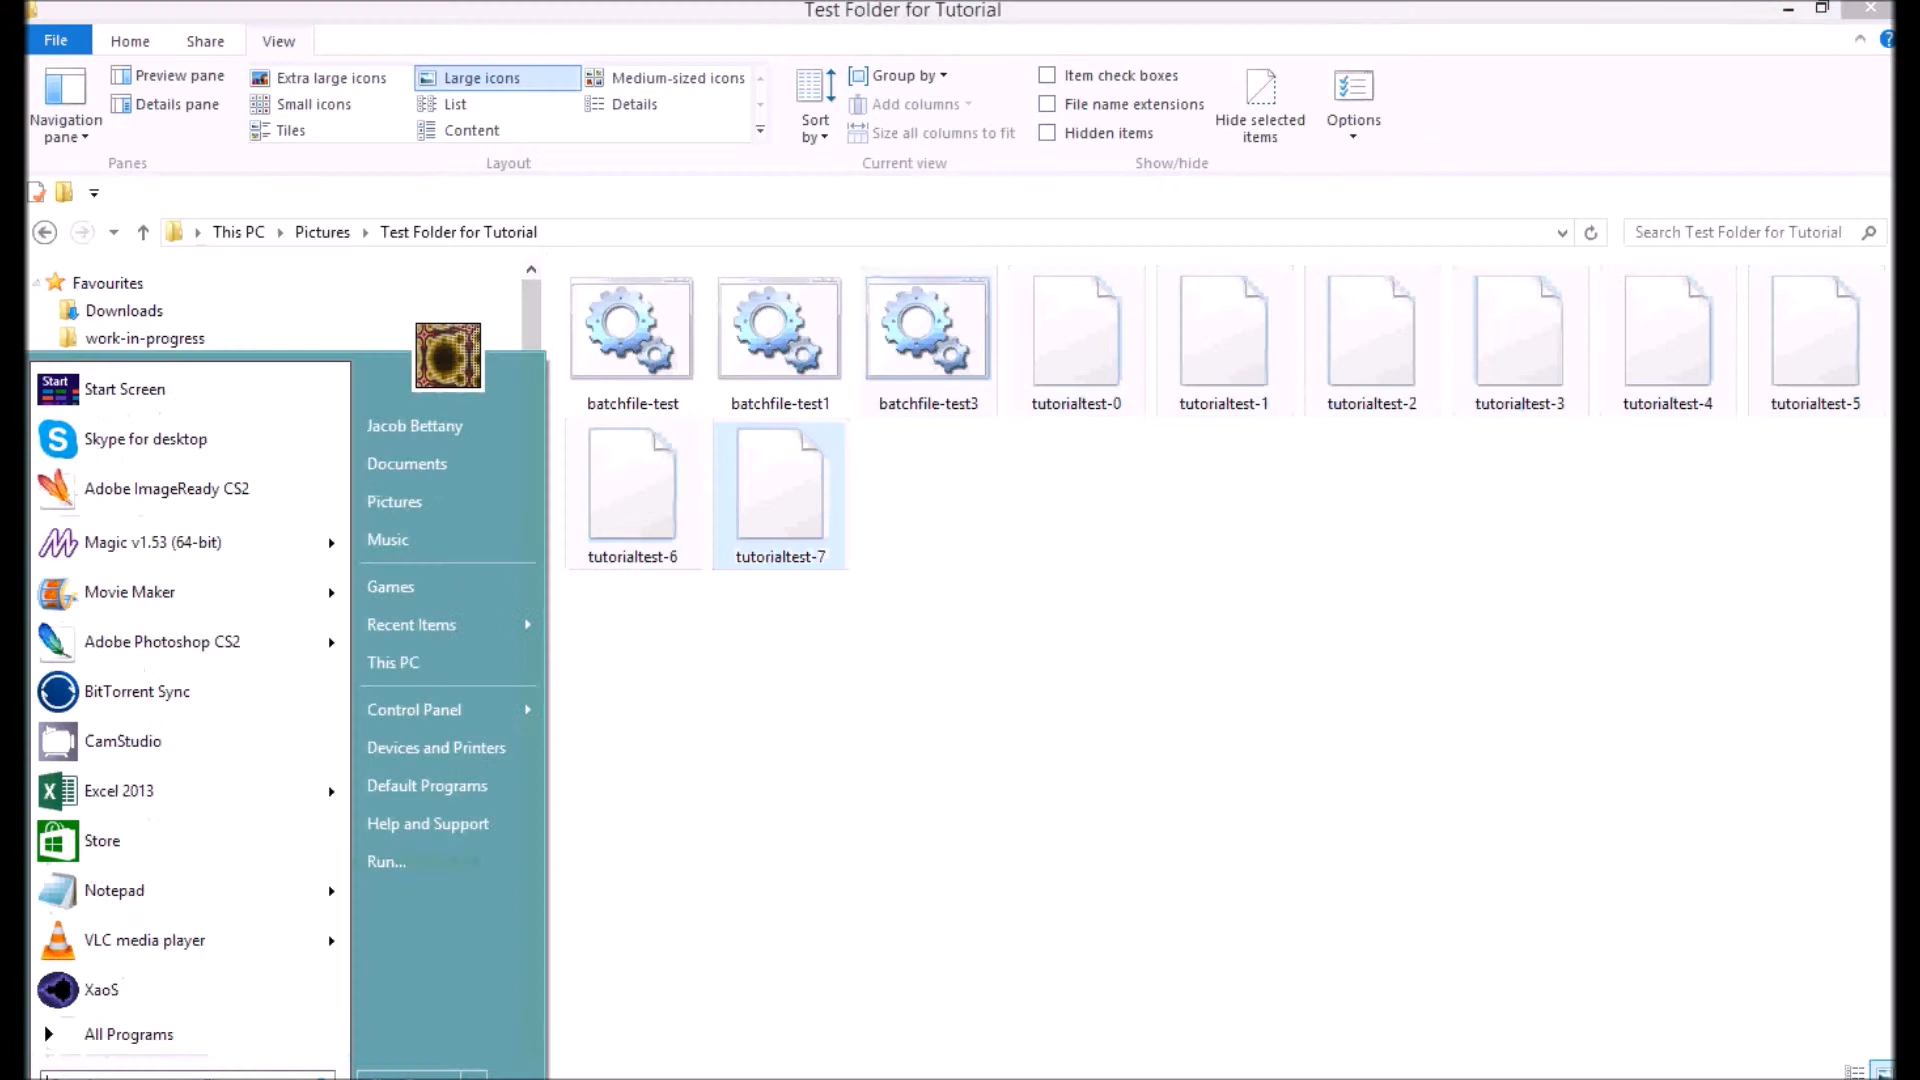 Test Folder for Tutorial
File Home Share View
Navigation pane
Preview pane
Details pane
Panes
Extra large icons Large icons Medium-sized icons
Small icons List Details
Tiles Content
Layout
Sort by
Group by
Add columns
Size all columns to fit
Current view
Item check boxes
File name extensions
Hidden items
Hide selected items
Show/hide
Options
This PC Pictures Test Folder for Tutorial
Search Test Folder for Tutorial
Favourites
Downloads
work-in-progress
batchfile-test batchfile-test1 batchfile-test3 tutorialtest-0 tutorialtest-1 tutorialtest-2 tutorialtest-3 tutorialtest-4 tutorialtest-5
tutorialtest-6 tutorialtest-7
Start
Start Screen
Skype for desktop
Adobe ImageReady CS2
Magic v1.53 (64-bit)
Movie Maker
Adobe Photoshop CS2
BitTorrent Sync
CamStudio
Excel 2013
Store
Notepad
VLC media player
XaoS
All Programs
Jacob Bettany
Documents
Pictures
Music
Games
Recent Items
This PC
Control Panel
Devices and Printers
Default Programs
Help and Support
Run...